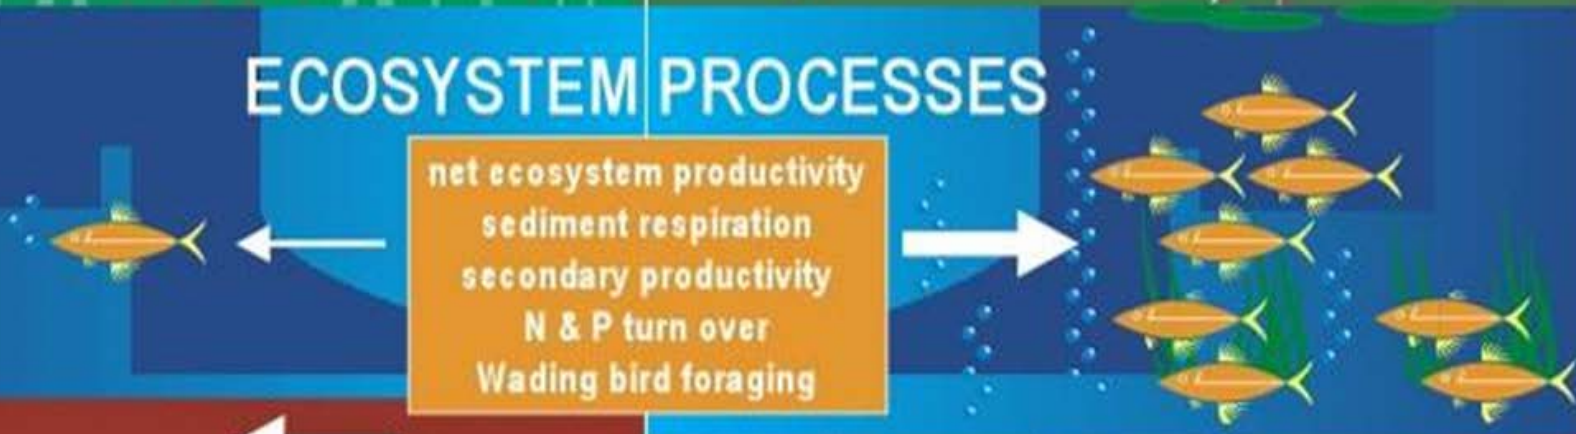 ECOSYSTEM PROCESSES
net ecosystem productivity
sediment respiration
secondary productivity
N & P turn over
Wading bird foraging